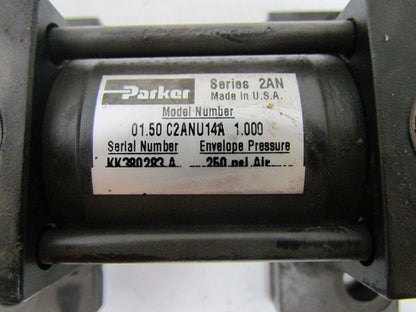 Parker Series 2AN
Made in U.S.A.
Model Number
01.50 C2ANU14A 1.000
Serial Number Envelope Pressure
KK380283 A 250 psi Air